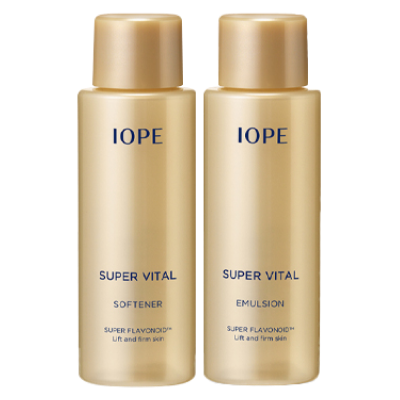 IOPE
SUPER VITAL
SOFTENER
SUPER FLAVONOID™
Lift and firm skin
IOPE
SUPER VITAL
EMULSION
SUPER FLAVONOID™
Lift and firm skin